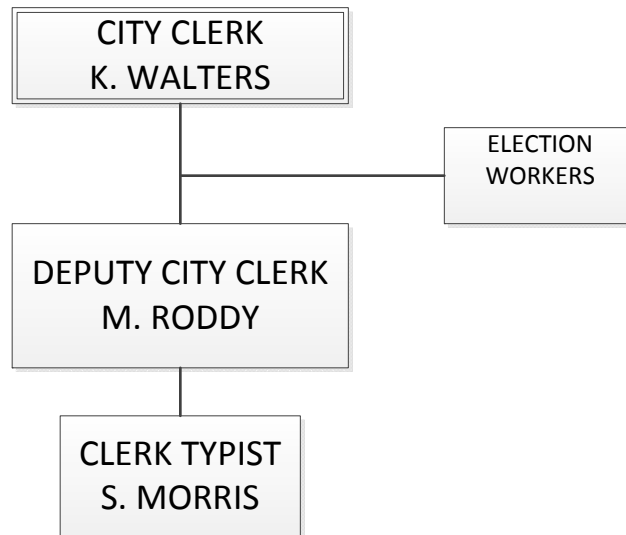 CITY CLERK
K. WALTERS
ELECTION
WORKERS
DEPUTY CITY CLERK
M. RODDY
CLERK TYPIST
S. MORRIS